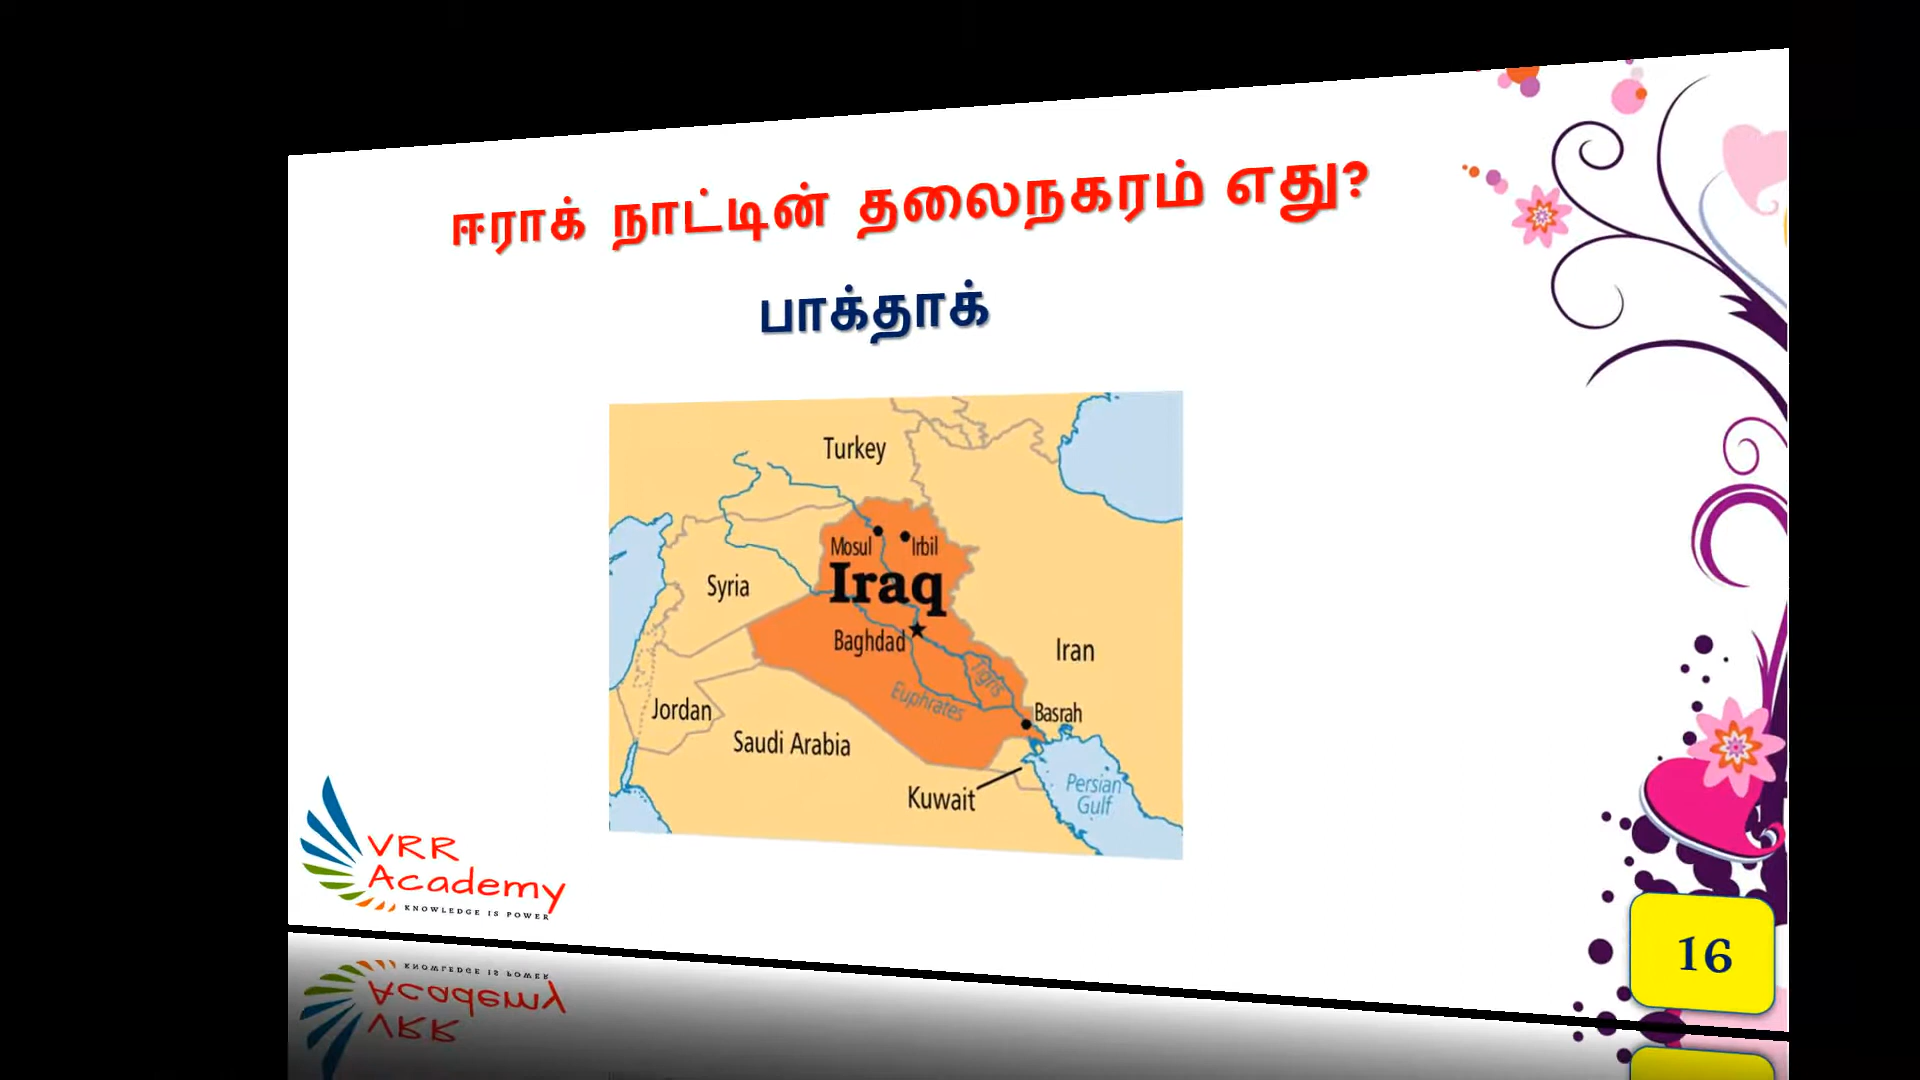 ஈராக் நாட்டின் தலைநகரம் எது?
பாக்தாக்
Turkey
Mosul
Irbil
Iraq
Syria
Baghdad
Iran
Tigris
Euphrates
Jordan
Basrah
Saudi Arabia
Persian
Gulf
Kuwait
VRR
Academy
KNOWLEDGE IS POWER
16